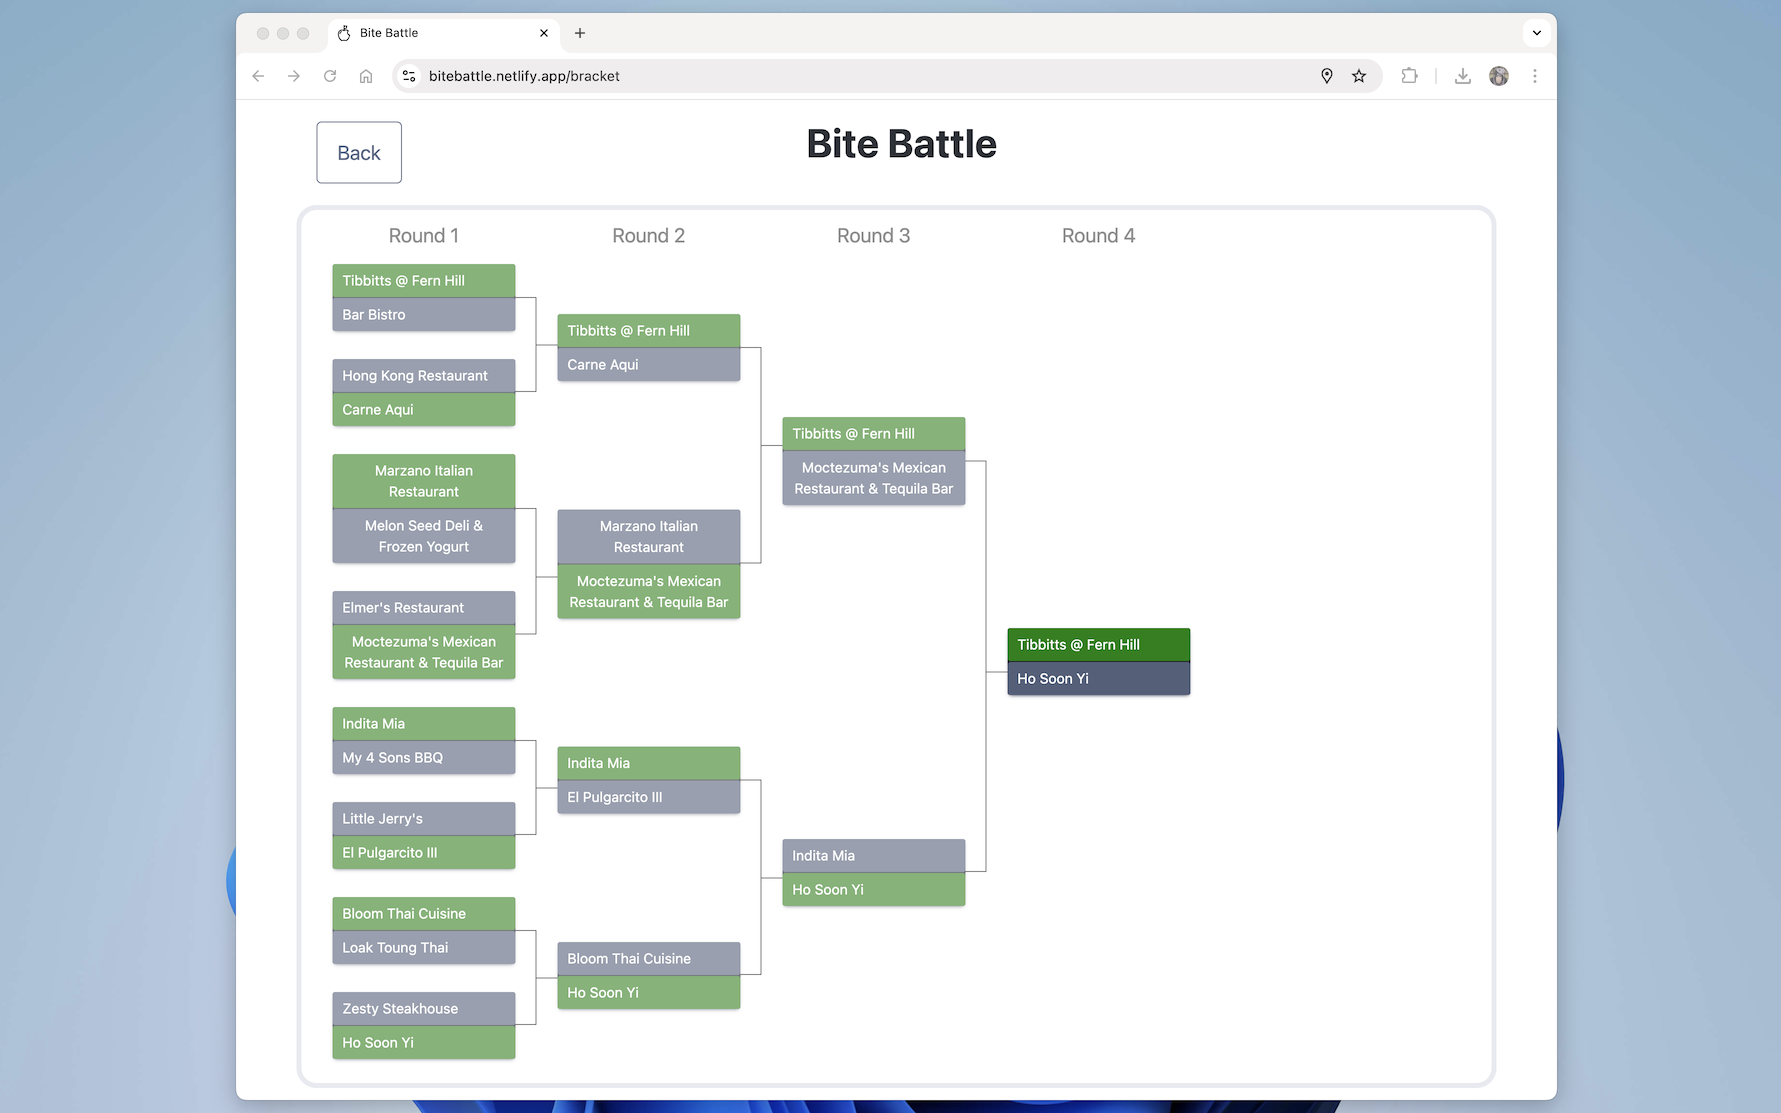 Bite Battle
bitebattle.netlify.app/bracket
Back
Bite Battle
Round 1
Round 2
Round 3
Round 4
Tibbitts @ Fern Hill
Bar Bistro
Hong Kong Restaurant
Carne Aqui
Marzano Italian
Restaurant
Melon Seed Deli &
Frozen Yogurt
Elmer's Restaurant
Moctezuma's Mexican
Restaurant & Tequila Bar
Indita Mia
My 4 Sons BBQ
Little Jerry's
El Pulgarcito III
Bloom Thai Cuisine
Loak Toung Thai
Zesty Steakhouse
Ho Soon Yi
Tibbitts @ Fern Hill
Carne Aqui
Marzano Italian
Restaurant
Moctezuma's Mexican
Restaurant & Tequila Bar
Indita Mia
El Pulgarcito III
Bloom Thai Cuisine
Ho Soon Yi
Tibbitts @ Fern Hill
Moctezuma's Mexican
Restaurant & Tequila Bar
Indita Mia
Ho Soon Yi
Tibbitts @ Fern Hill
Ho Soon Yi